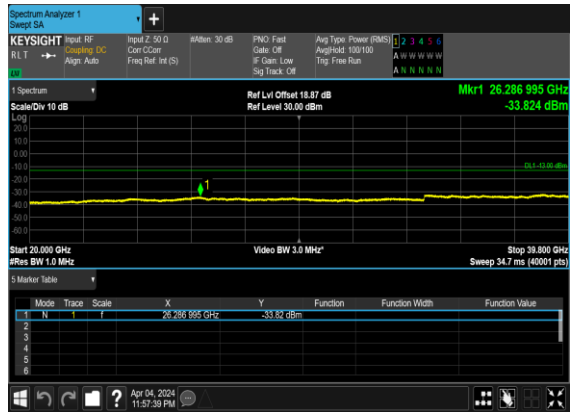 Spectrum Analyzer 1
Swept SA
+
KEYSIGHT Input: RF Input Z: 50 Ω #Atten: 30 dB PNO: Fast Avg Type: Power (RMS) 1 2 3 4 5 6
RLT Coupling: DC Corr CCorr Gate: Off Avg|Hold: 100/100 A W W W W W
Align: Auto Freq Ref: Int (S) IF Gain: Low Trig: Free Run
LU Sig Track: Off A N N N N N
1 Spectrum Ref Lvl Offset 18.87 dB Mkr1 26.286 995 GHz
Scale/Div 10 dB Ref Level 30.00 dBm -33.824 dBm
Log
20.0
10.0
0.00
-10.0 DL1 -13.00 dBm
-20.0
-30.0 1
-40.0
-50.0
-60.0
Start 20.000 GHz Video BW 3.0 MHz* Stop 39.800 GHz
#Res BW 1.0 MHz Sweep 34.7 ms (40001 pts)
5 Marker Table
Mode Trace Scale X Y Function Function Width Function Value
1 N 1 f 26.286 995 GHz -33.82 dBm
2
3
4
5
6
? Apr 04, 2024
11:57:39 PM